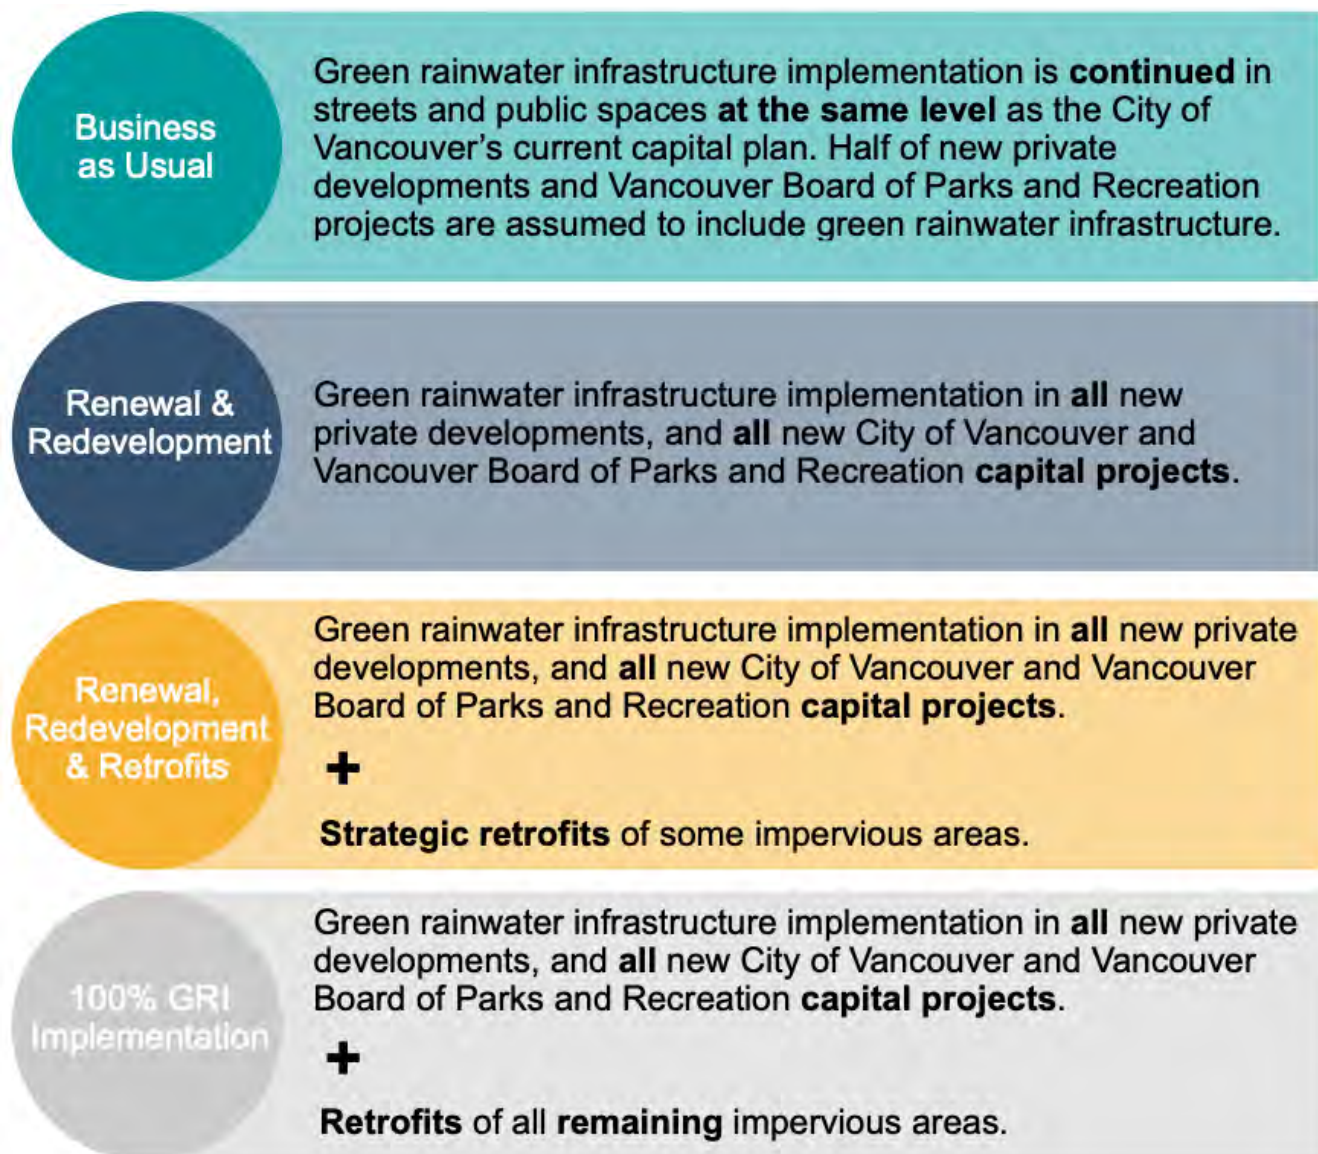 Business
as Usual
Green rainwater infrastructure implementation is continued in
streets and public spaces at the same level as the City of
Vancouver's current capital plan. Half of new private
developments and Vancouver Board of Parks and Recreation
projects are assumed to include green rainwater infrastructure.
Renewal &
Redevelopment
Green rainwater infrastructure implementation in all new
private developments, and all new City of Vancouver and
Vancouver Board of Parks and Recreation capital projects.
Renewal,
Redevelopment
& Retrofits
Green rainwater infrastructure implementation in all new private
developments, and all new City of Vancouver and Vancouver
Board of Parks and Recreation capital projects.
+
Strategic retrofits of some impervious areas.
100% GRI
Implementation
Green rainwater infrastructure implementation in all new private
developments, and all new City of Vancouver and Vancouver
Board of Parks and Recreation capital projects.
+
Retrofits of all remaining impervious areas.